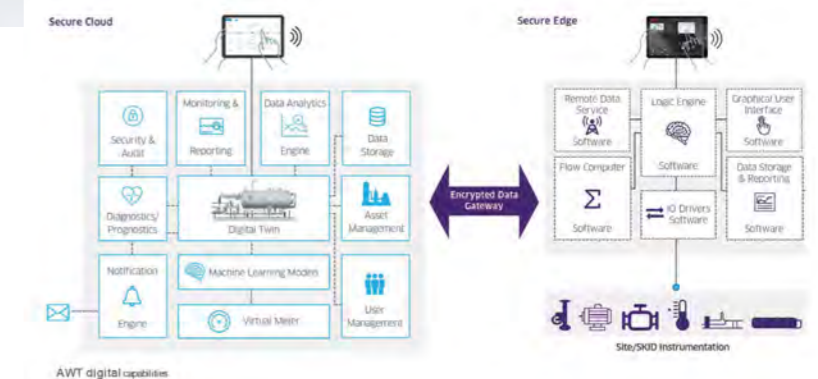 Secure Cloud
Security &
Audit
Monitoring &
Reporting
Data Analytics
Engine
Data
Storage
Diagnostics/
Prognostics
Digital Twin
Asset
Management
Notification
Engine
Machine Learning Models
Virtual Meter
User
Management
AWT digital capabilities
Encrypted Data
Gateway
Secure Edge
Remote Data
Service
Software
Logic Engine
Software
Graphical User
Interface
Software
Flow Computer
Σ
Software
IO Drivers
Software
Data Storage
& Reporting
Software
Site/SKID Instrumentation